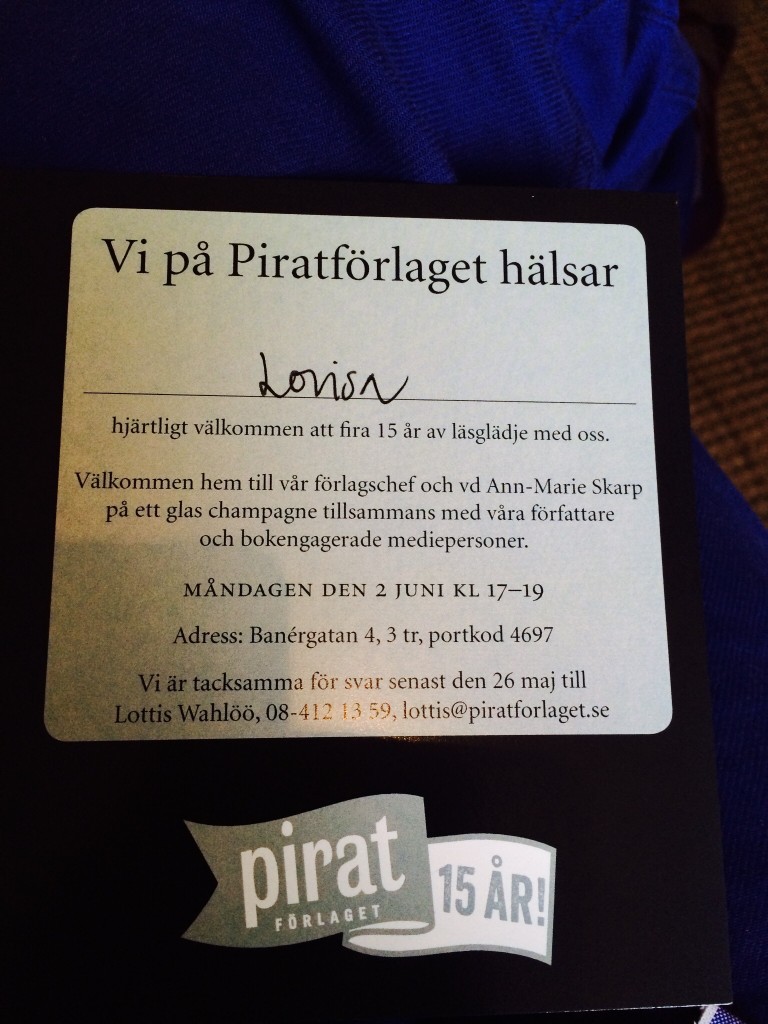 Vi på Piratförlaget hälsar
Lovisa
hjärtligt välkommen att fira 15 år av läsglädje med oss.
Välkommen hem till vår förlagschef och vd Ann-Marie Skarp
på ett glas champagne tillsammans med våra författare
och bokengagerade mediepersoner.
MÅNDAGEN DEN 2 JUNI KL 17–19
Adress: Banérgatan 4, 3 tr, portkod 4697
Vi är tacksamma för svar senast den 26 maj till
Lottis Wahlöö, 08-412 13 59, lottis@piratforlaget.se
pirat
FÖRLAGET
15 ÅR!